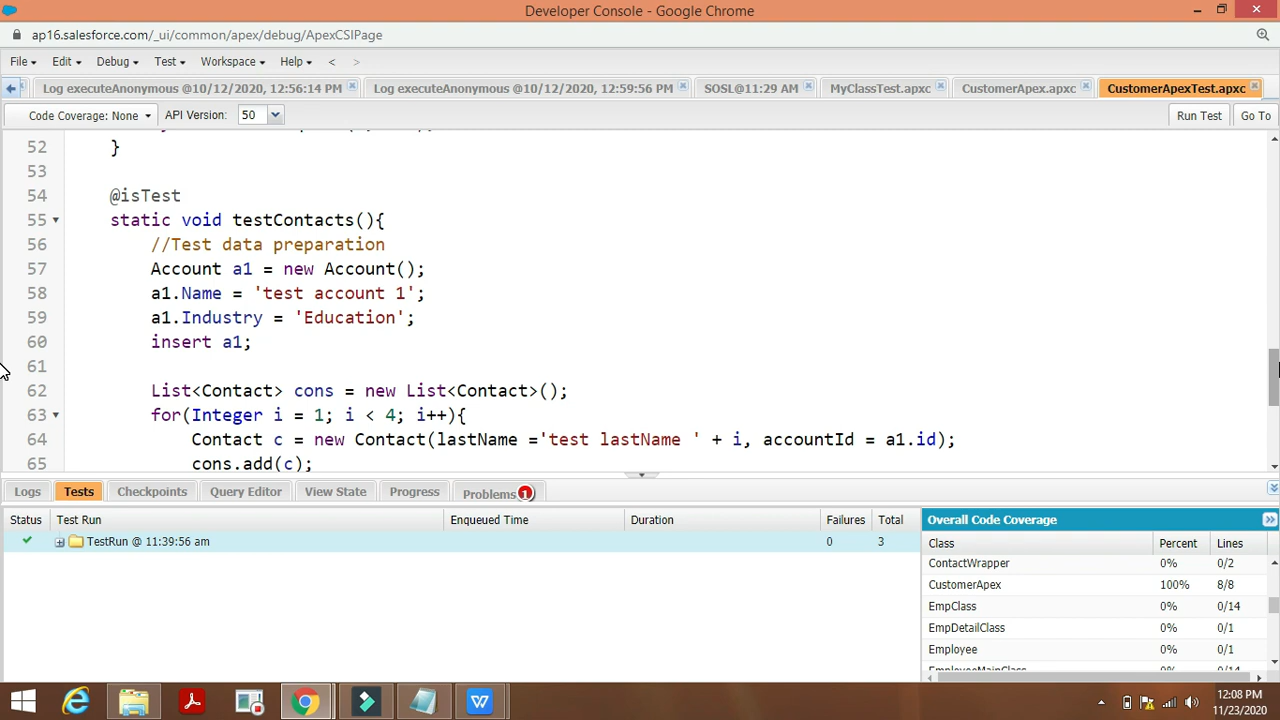 Developer Console - Google Chrome
ap16.salesforce.com/_ui/common/apex/debug/ApexCSIPage
File Edit Debug Test Workspace Help < >
Log executeAnonymous @10/12/2020, 12:56:14 PM Log executeAnonymous @10/12/2020, 12:59:56 PM SOSL@11:29 AM MyClassTest.apxc CustomerApex.apxc CustomerApexTest.apxc
Code Coverage: None API Version: 50 Run Test Go To
52 }
53
54 @isTest
55 static void testContacts(){
56 //Test data preparation
57 Account a1 = new Account();
58 a1.Name = 'test account 1';
59 a1.Industry = 'Education';
60 insert a1;
61
62 List<Contact> cons = new List<Contact>();
63 for(Integer i = 1; i < 4; i++){
64 Contact c = new Contact(lastName ='test lastName ' + i, accountId = a1.id);
65 cons.add(c);
Logs Tests Checkpoints Query Editor View State Progress Problems 1
Status Test Run Enqueued Time Duration Failures Total
TestRun @ 11:39:56 am 0 3
Overall Code Coverage
Class Percent Lines
ContactWrapper 0% 0/2
CustomerApex 100% 8/8
EmpClass 0% 0/14
EmpDetailClass 0% 0/1
Employee 0% 0/1
EmployeeMainClass 0% 0/14
12:08 PM
11/23/2020